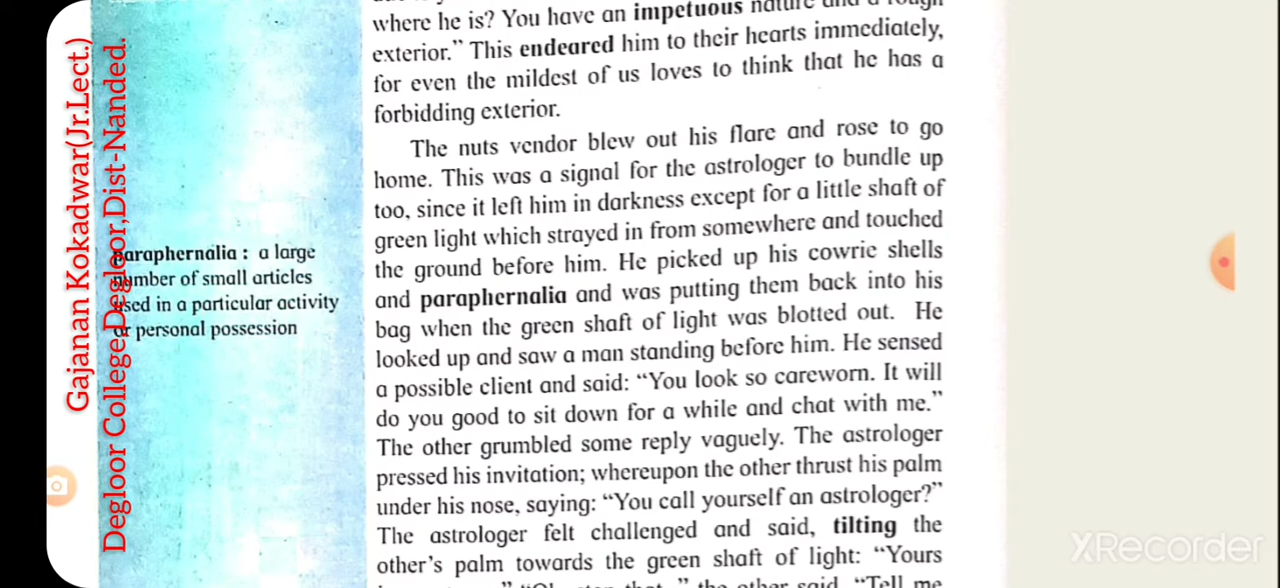 where he is? You have an impetuous nature and a rough
exterior." This endeared him to their hearts immediately,
for even the mildest of us loves to think that he has a
forbidding exterior.
The nuts vendor blew out his flare and rose to go
home. This was a signal for the astrologer to bundle up
too, since it left him in darkness except for a little shaft of
green light which strayed in from somewhere and touched
the ground before him. He picked up his cowrie shells
and paraphernalia and was putting them back into his
bag when the green shaft of light was blotted out. He
looked up and saw a man standing before him. He sensed
a possible client and said: "You look so careworn. It will
do you good to sit down for a while and chat with me."
The other grumbled some reply vaguely. The astrologer
pressed his invitation; whereupon the other thrust his palm
under his nose, saying: "You call yourself an astrologer?"
The astrologer felt challenged and said, tilting the
other's palm towards the green shaft of light: "Yours
the other said. "Tell me
paraphernalia : a large
number of small articles
used in a particular activity
or personal possession
Gajanan Kokadwar(Jr.Lect.)
Degloor College,Degloor,Dist-Nanded.
XRecorder